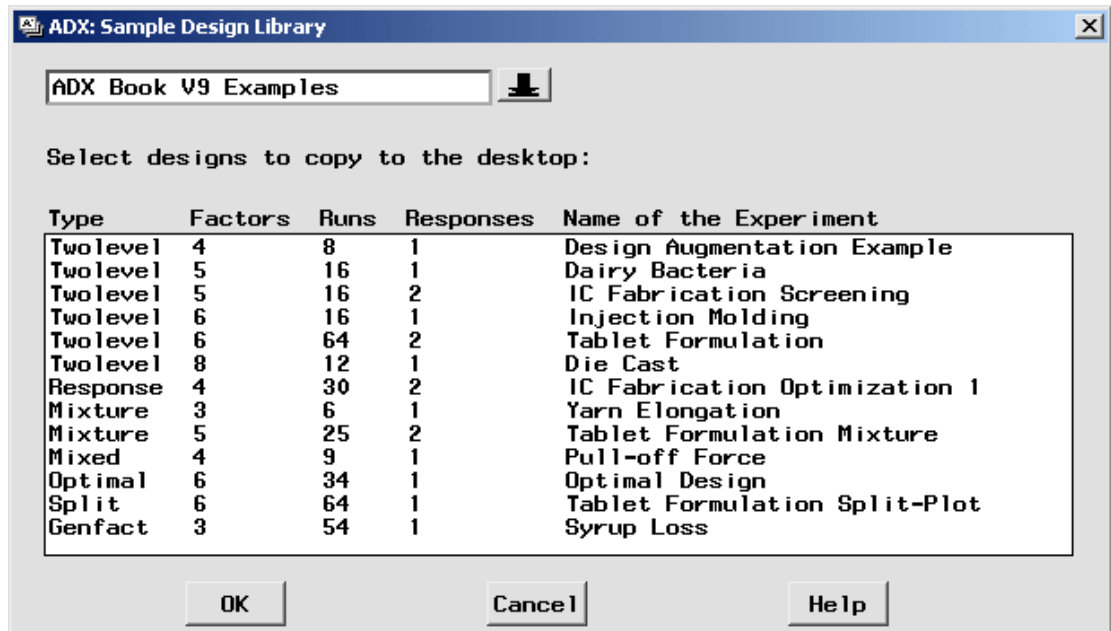 ADX: Sample Design Library
ADX Book V9 Examples
Select designs to copy to the desktop:
Type Factors Runs Responses Name of the Experiment
Twolevel 4 8 1 Design Augmentation Example
Twolevel 5 16 1 Dairy Bacteria
Twolevel 5 16 2 IC Fabrication Screening
Twolevel 6 16 1 Injection Molding
Twolevel 6 64 2 Tablet Formulation
Twolevel 8 12 1 Die Cast
Response 4 30 2 IC Fabrication Optimization 1
Mixture 3 6 1 Yarn Elongation
Mixture 5 25 2 Tablet Formulation Mixture
Mixed 4 9 1 Pull-off Force
Optimal 6 34 1 Optimal Design
Split 6 64 1 Tablet Formulation Split-Plot
Genfact 3 54 1 Syrup Loss
OK Cancel Help